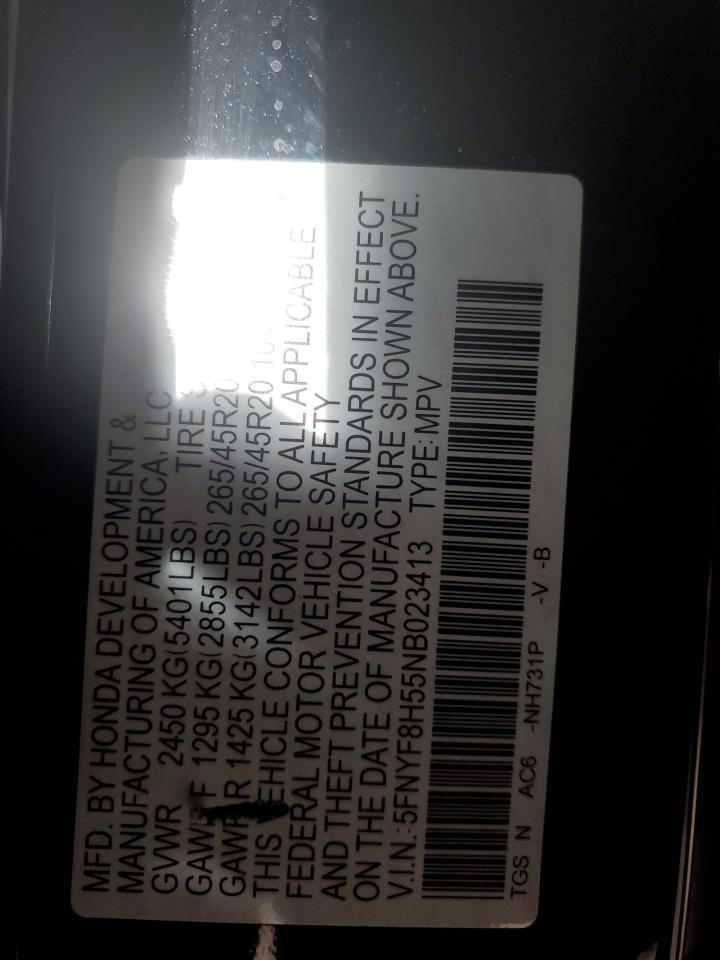 MFD. BY HONDA DEVELOPMENT &
MANUFACTURING OF AMERICA, LLC
GVWR 2450 KG(5401LBS) TIRE
GAWR F 1295 KG(2855LBS) 265/45R20
GAWR R 1425 KG(3142LBS) 265/45R20
THIS VEHICLE CONFORMS TO ALL APPLICABLE
FEDERAL MOTOR VEHICLE SAFETY
AND THEFT PREVENTION STANDARDS IN EFFECT
ON THE DATE OF MANUFACTURE SHOWN ABOVE.
V.I.N.:5FNYF8H55NB023413 TYPE: MPV
TGS N AC6 -NH731P -V -B